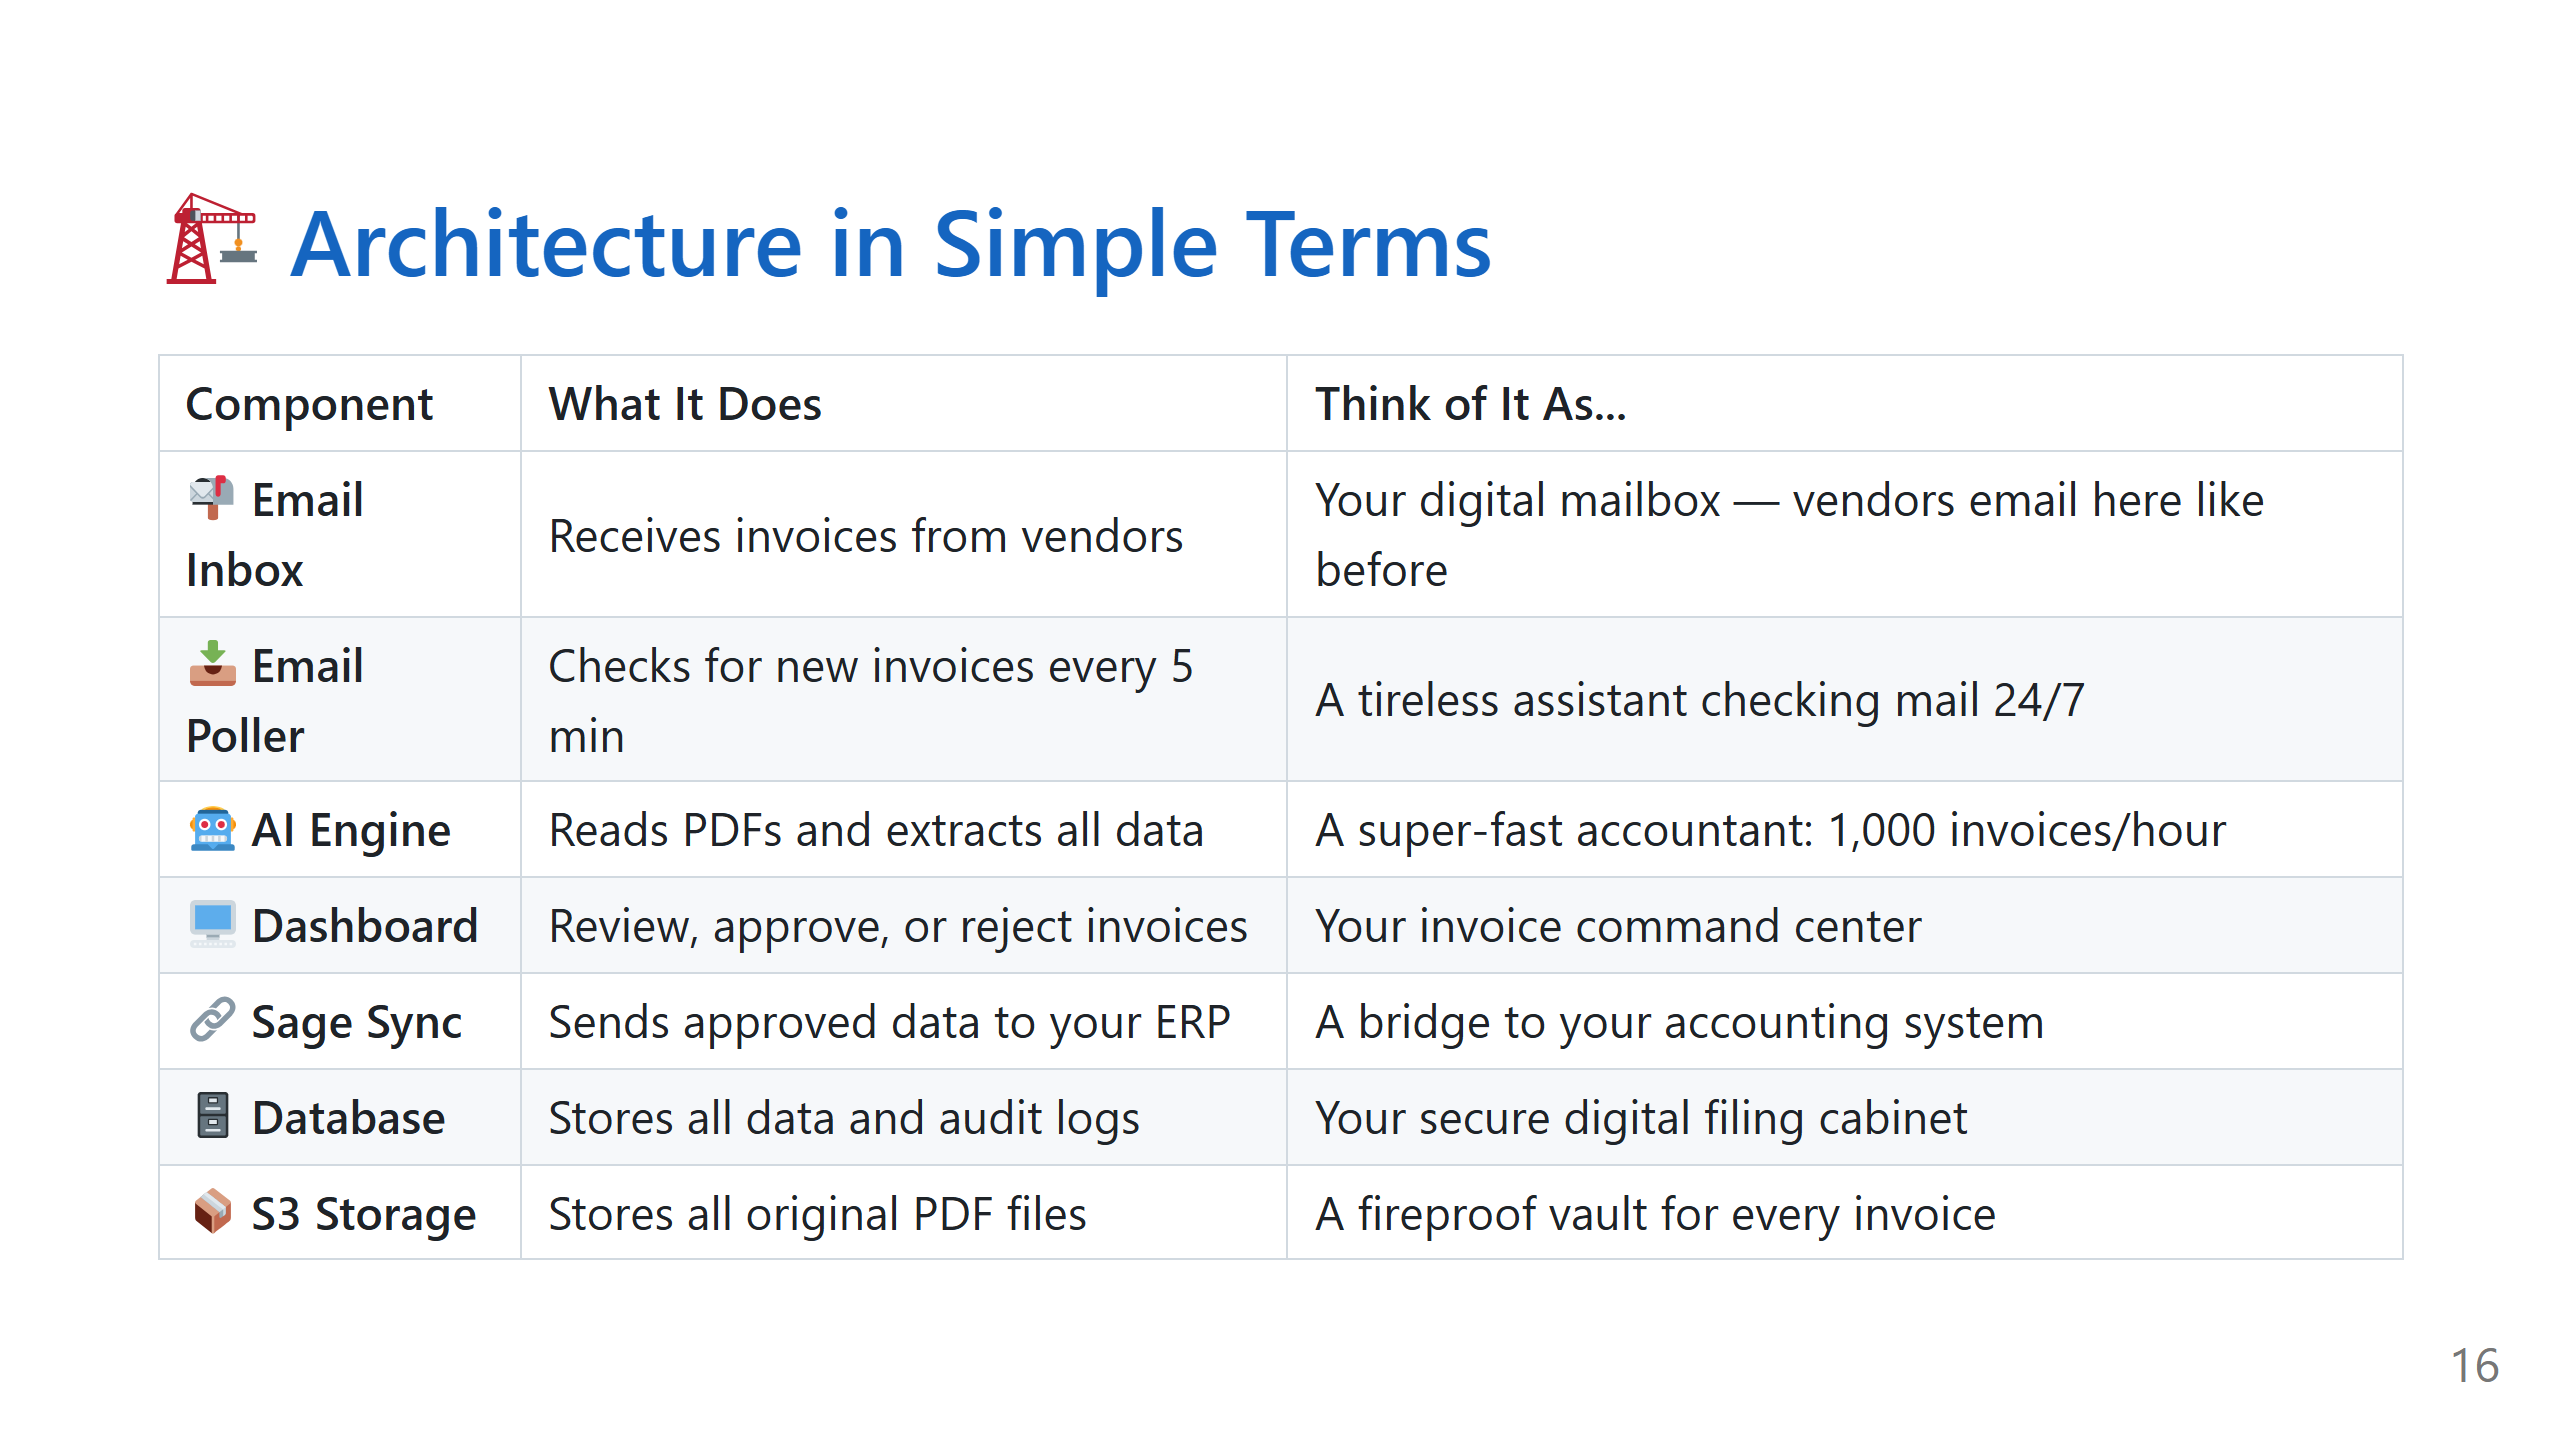 Architecture in Simple Terms
Component What It Does Think of It As...
Email Inbox Receives invoices from vendors Your digital mailbox — vendors email here like before
Email Poller Checks for new invoices every 5 min A tireless assistant checking mail 24/7
AI Engine Reads PDFs and extracts all data A super-fast accountant: 1,000 invoices/hour
Dashboard Review, approve, or reject invoices Your invoice command center
Sage Sync Sends approved data to your ERP A bridge to your accounting system
Database Stores all data and audit logs Your secure digital filing cabinet
S3 Storage Stores all original PDF files A fireproof vault for every invoice
16